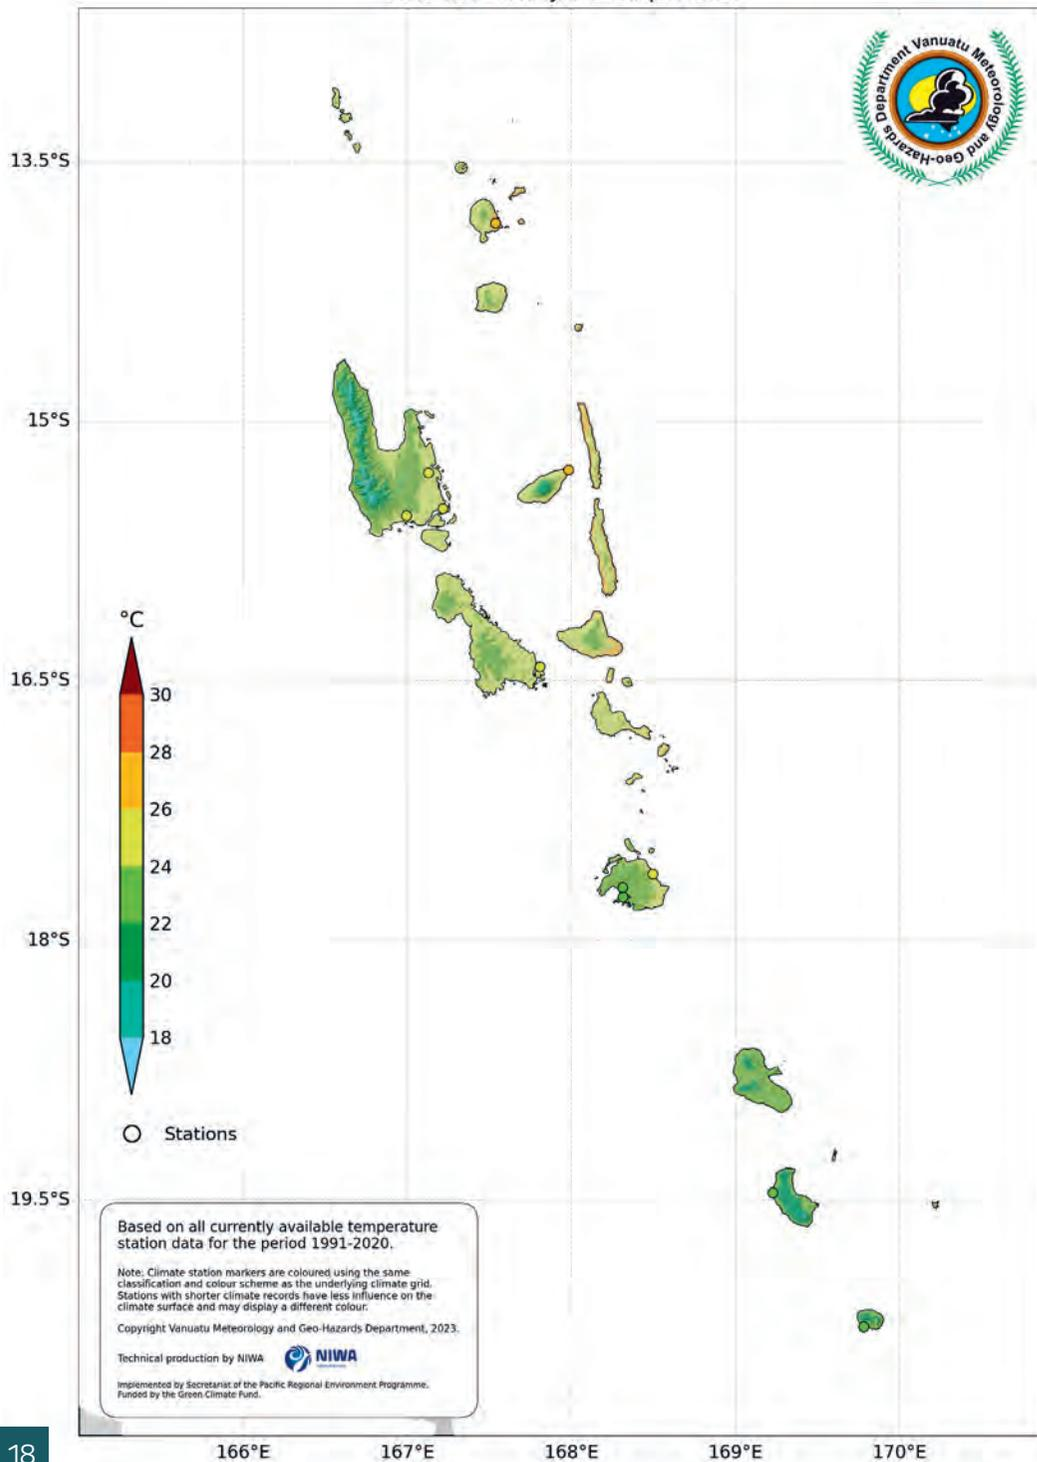 Vanuatu Meteorology and Geo-Hazards Department
13.5°S
15°S
°C
16.5°S
30
28
26
24
22
18°S
20
18
Stations
19.5°S
Based on all currently available temperature
station data for the period 1991-2020.
Note: Climate station markers are coloured using the same
classification and colour scheme as the underlying climate grid.
Stations with shorter climate records have less influence on the
climate surface and may display a different colour.
Copyright Vanuatu Meteorology and Geo-Hazards Department, 2023.
Technical production by NIWA
NIWA
Implemented by Secretariat of the Pacific Regional Environment Programme.
Funded by the Green Climate Fund.
18
166°E 167°E 168°E 169°E 170°E